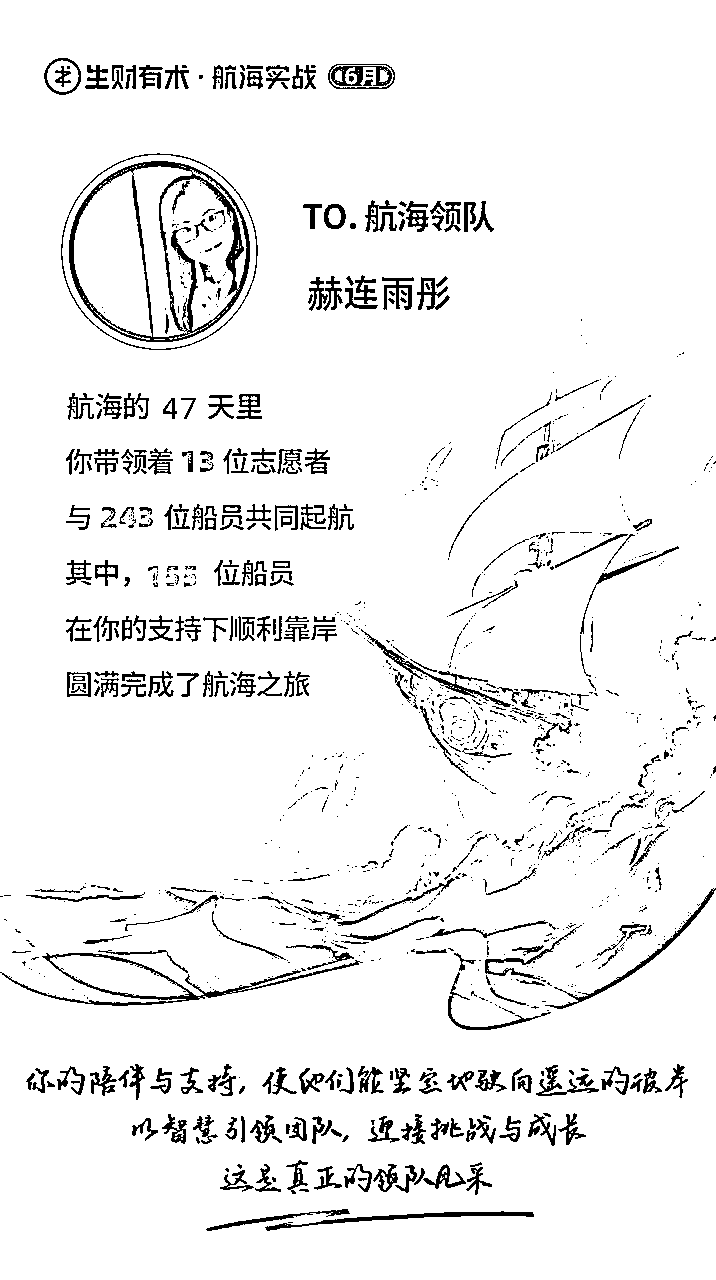 生财有术·航海实战 6月
TO.航海领队
赫连雨彤
航海的 47 天里
你带领着 13 位志愿者
与 243 位船员共同起航
其中，155 位船员
在你的支持下顺利靠岸
圆满完成了航海之旅
你的陪伴与支持，使他们能坚定地驶向遥远的彼岸
以智慧引领团队，迎接挑战与成长
这是真正的领队风采